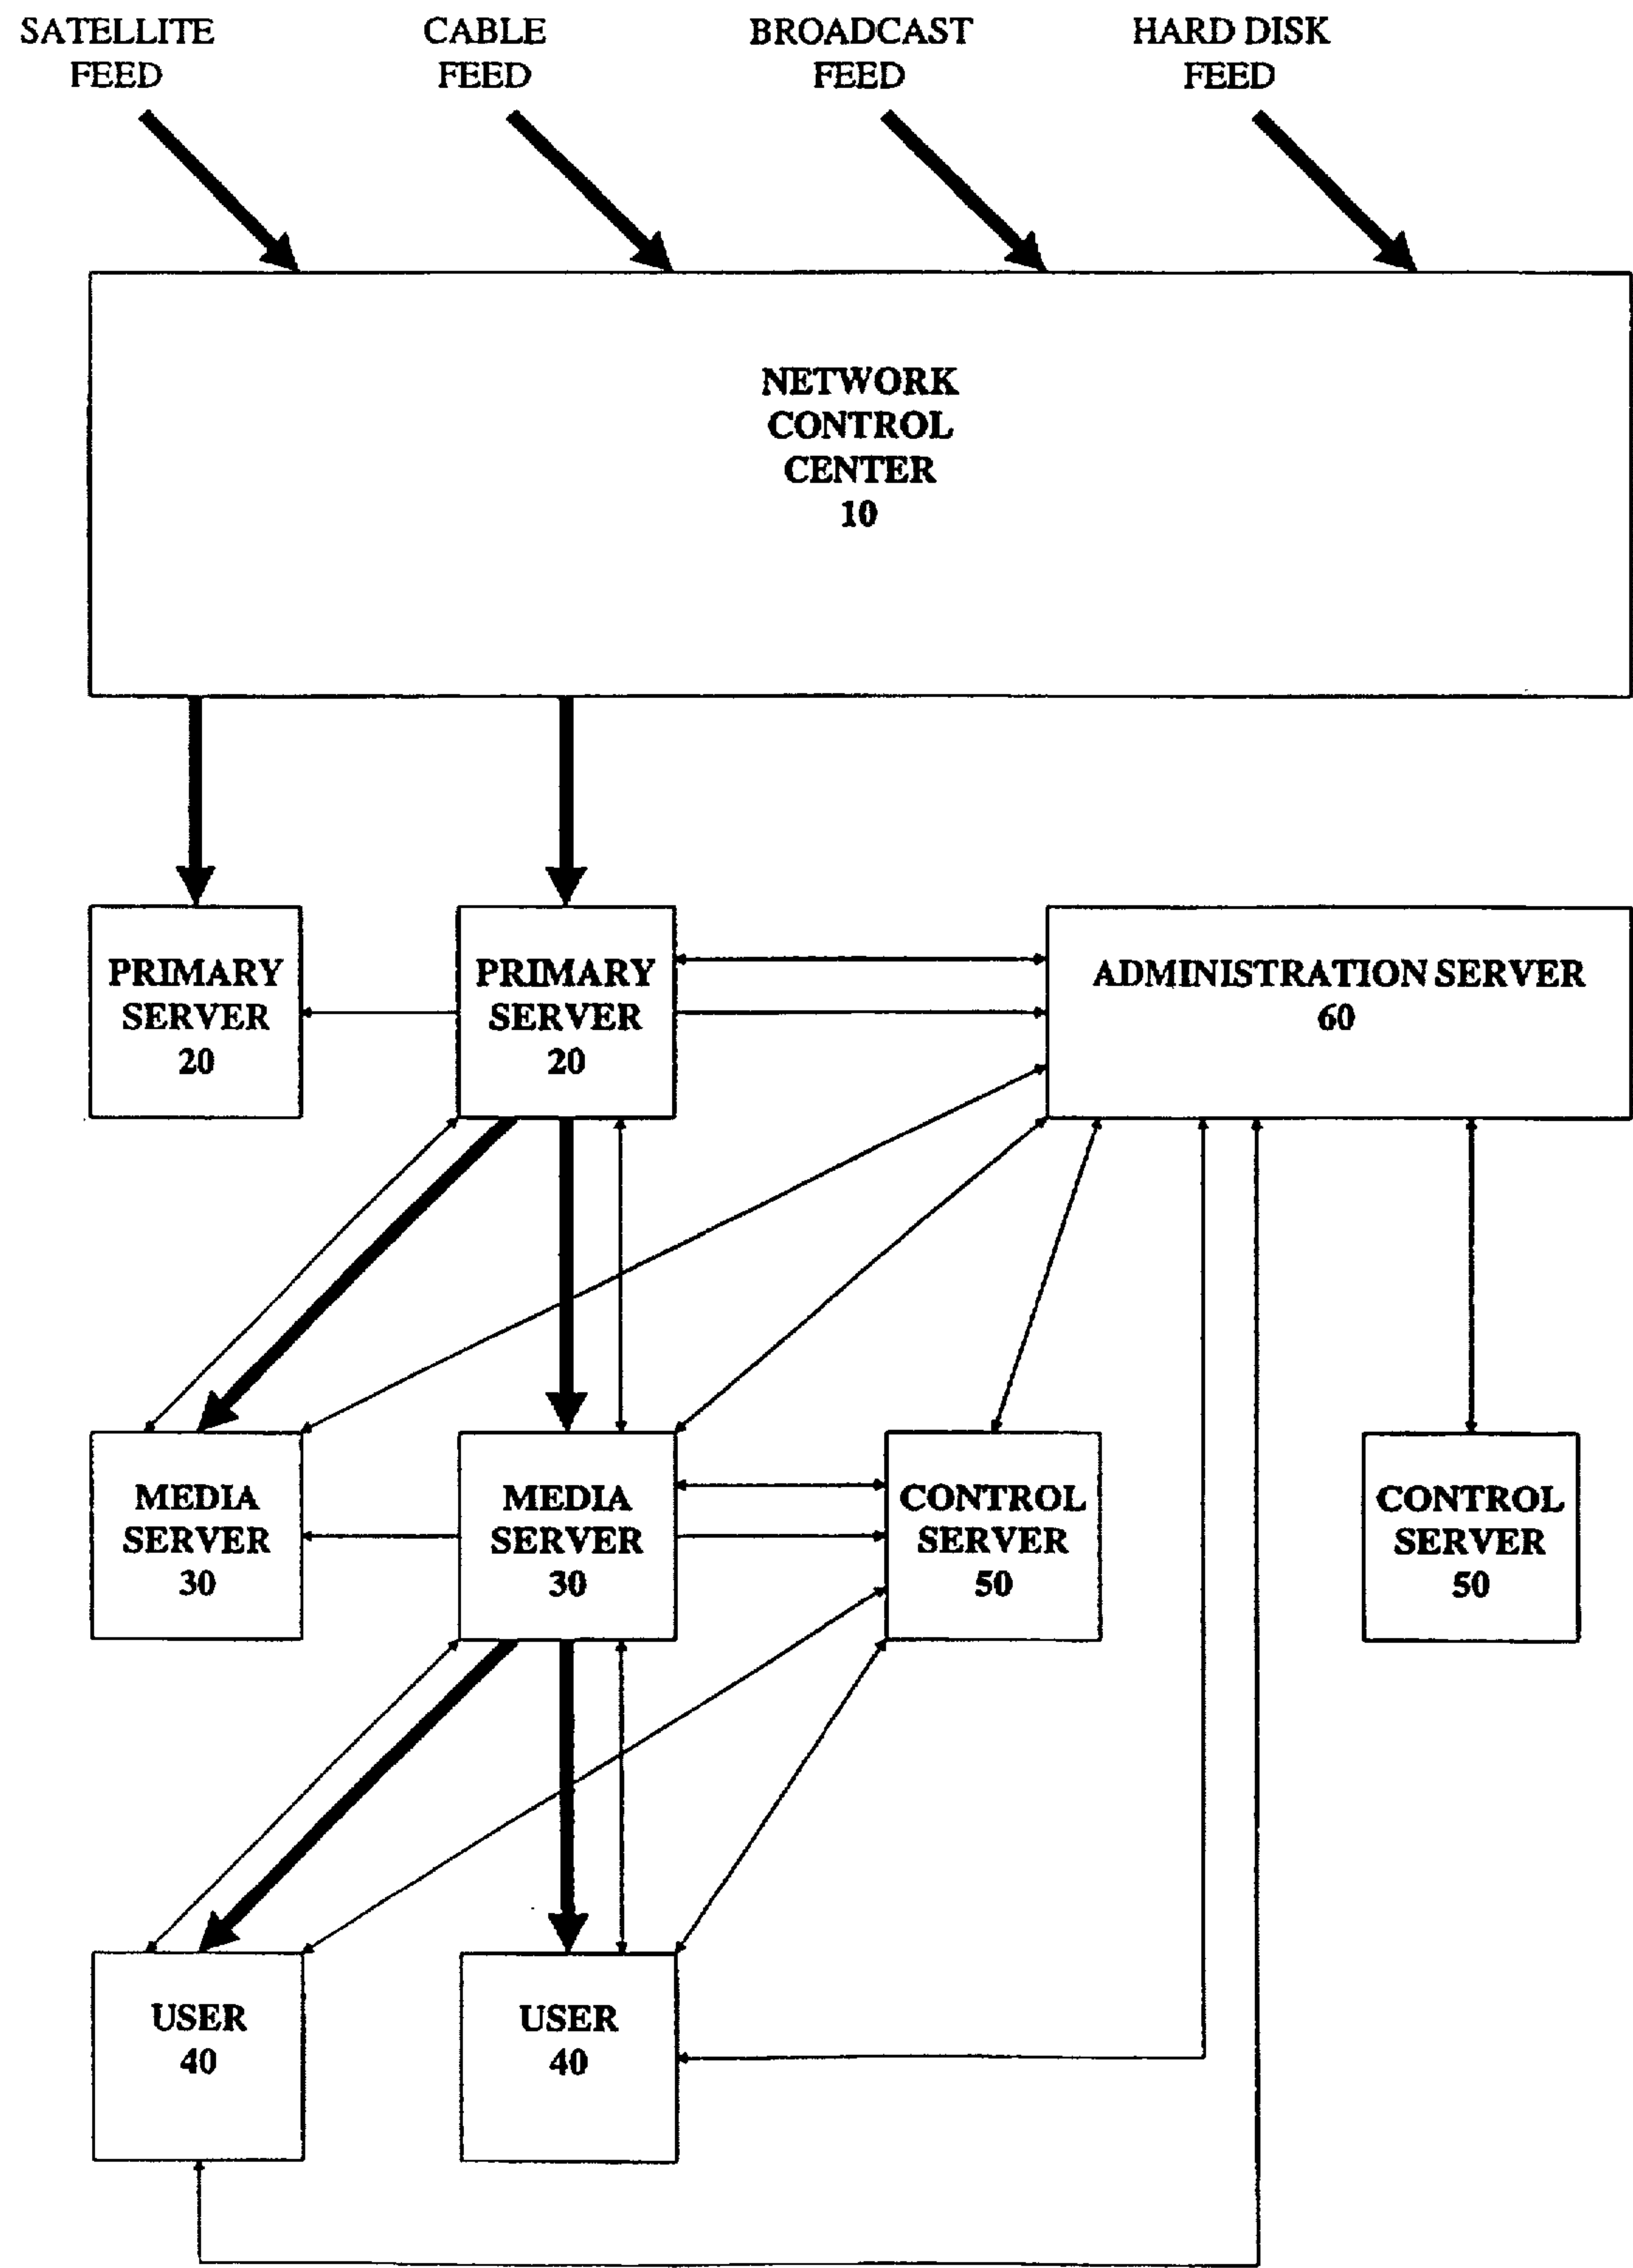 SATELLITE
FEED
CABLE
FEED
BROADCAST
FEED
HARD DISK
FEED
NETWORK
CONTROL
CENTER
10
PRIMARY
SERVER
20
PRIMARY
SERVER
20
ADMINISTRATION SERVER
60
MEDIA
SERVER
30
MEDIA
SERVER
30
CONTROL
SERVER
50
CONTROL
SERVER
50
USER
40
USER
40